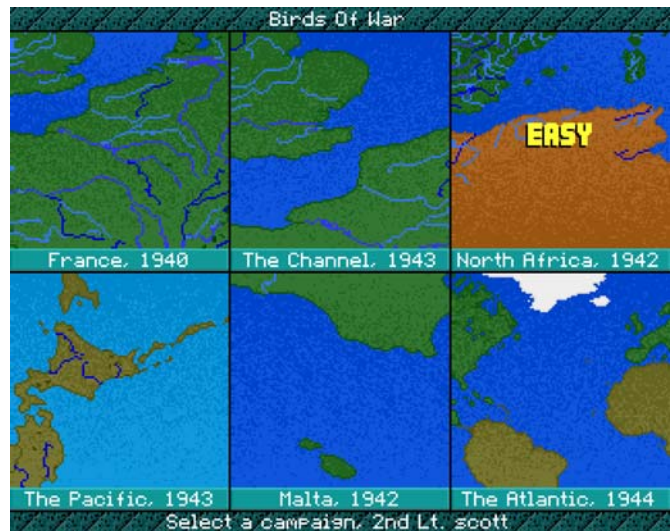 Birds Of War
EASY
France, 1940
The Channel, 1943
North Africa, 1942
The Pacific, 1943
Malta, 1942
The Atlantic, 1944
Select a campaign, 2nd Lt. scott